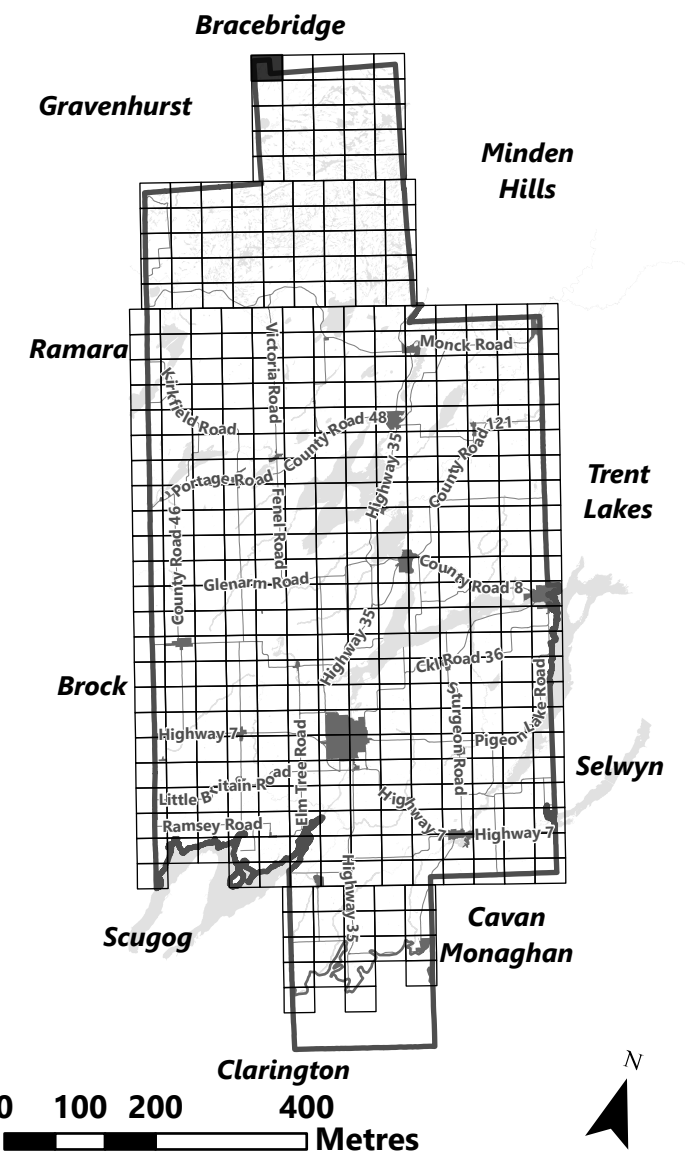 Bracebridge
Gravenhurst
Minden
Hills
Ramara
Victoria Road
Monck Road
Kirkfield Road
County Road 48
Highway 35
County Road 121
Portage Road
Trent
Lakes
Fenel Road
County Road 46
Glenarm Road
County Road 8
Highway 35
Ckl Road 36
Brock
Sturgeon Road
Pigeon Lake Road
Highway 7
Elm Tree Road
Selwyn
Little Britain Road
Highway 7
Ramsey Road
Highway 7
Highway 35
Scugog
Cavan
Monaghan
Clarington
N
0 100 200 400
Metres